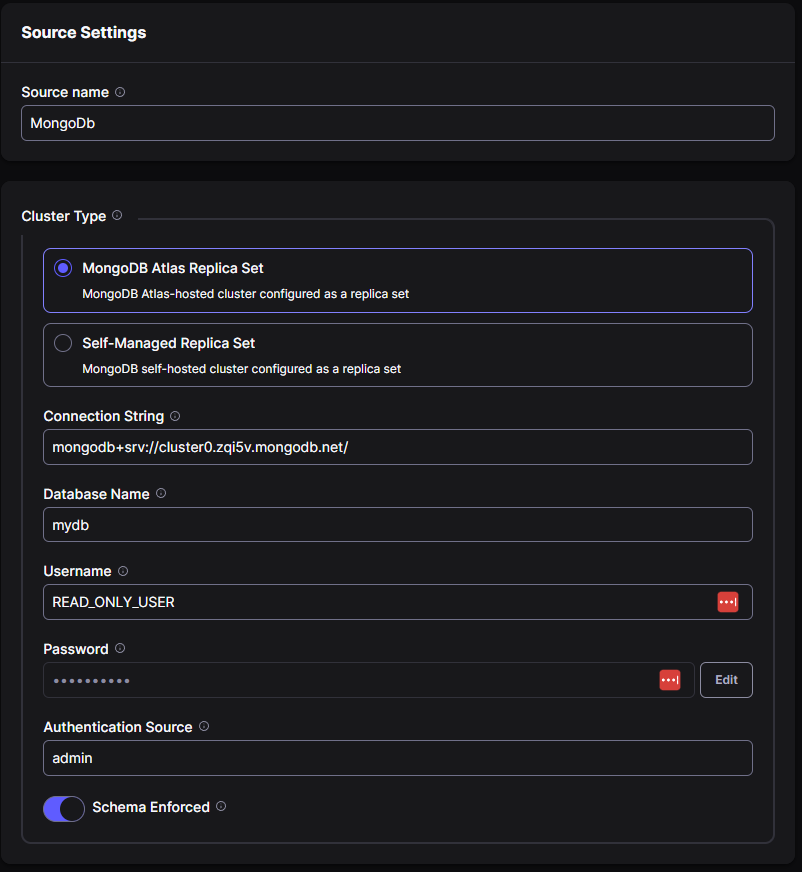 Source Settings
Source name
MongoDb
Cluster Type
MongoDB Atlas Replica Set
MongoDB Atlas-hosted cluster configured as a replica set
Self-Managed Replica Set
MongoDB self-hosted cluster configured as a replica set
Connection String
mongodb+srv://cluster0.zqi5v.mongodb.net/
Database Name
mydb
Username
READ_ONLY_USER
Password
••••••••••
Edit
Authentication Source
admin
Schema Enforced